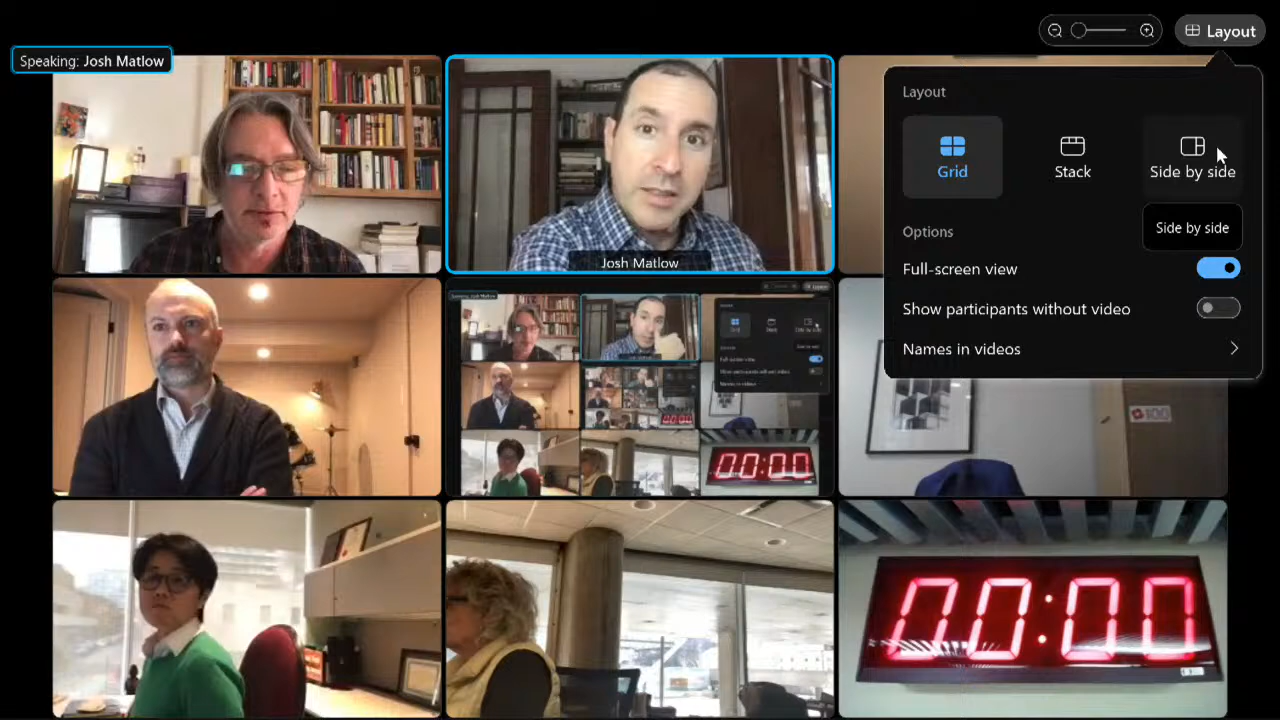 Layout
Speaking: Josh Matlow
Layout
Grid
Stack
Side by side
Side by side
Options
Full-screen view
Show participants without video
Names in videos
Josh Matlow
100
00:00
00:00